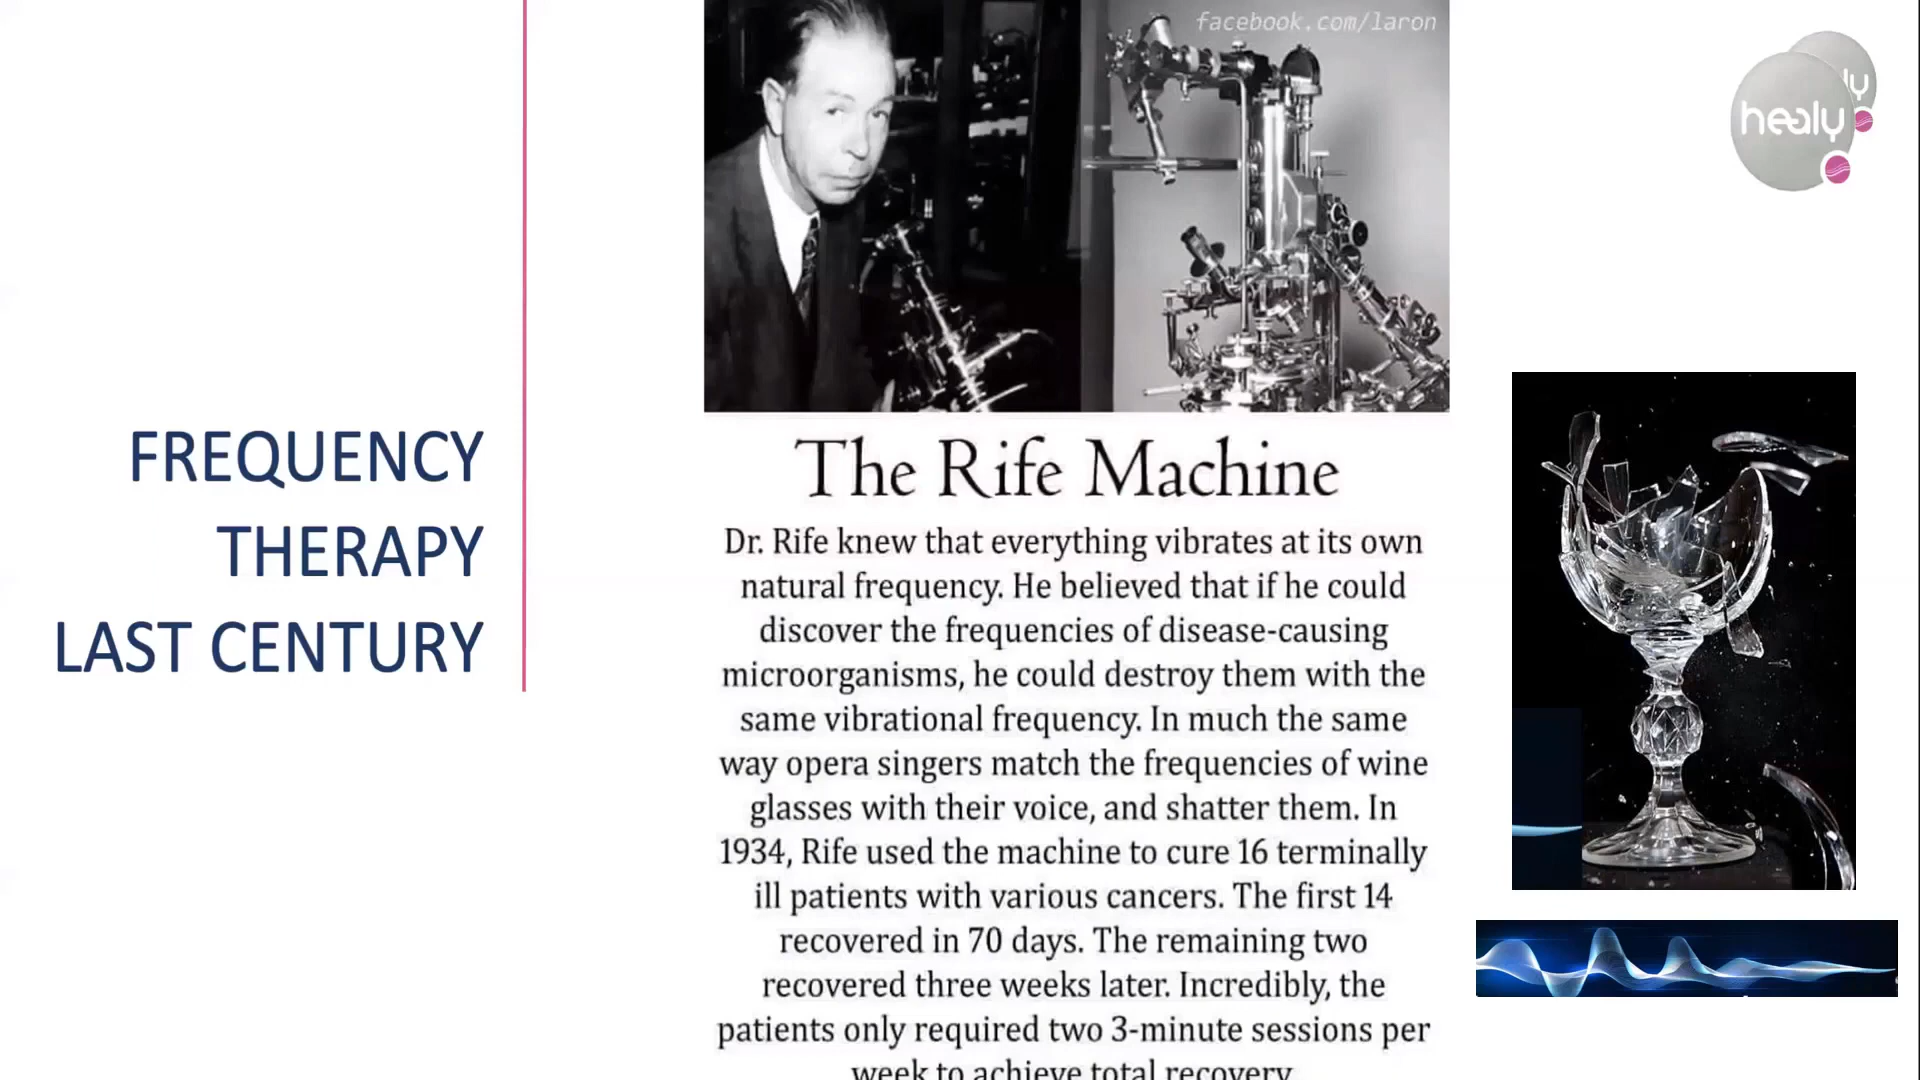 facebook.com/laron
healy
ly
FREQUENCY
THERAPY
LAST CENTURY
The Rife Machine
Dr. Rife knew that everything vibrates at its own
natural frequency. He believed that if he could
discover the frequencies of disease-causing
microorganisms, he could destroy them with the
same vibrational frequency. In much the same
way opera singers match the frequencies of wine
glasses with their voice, and shatter them. In
1934, Rife used the machine to cure 16 terminally
ill patients with various cancers. The first 14
recovered in 70 days. The remaining two
recovered three weeks later. Incredibly, the
patients only required two 3-minute sessions per
week to achieve total recovery.